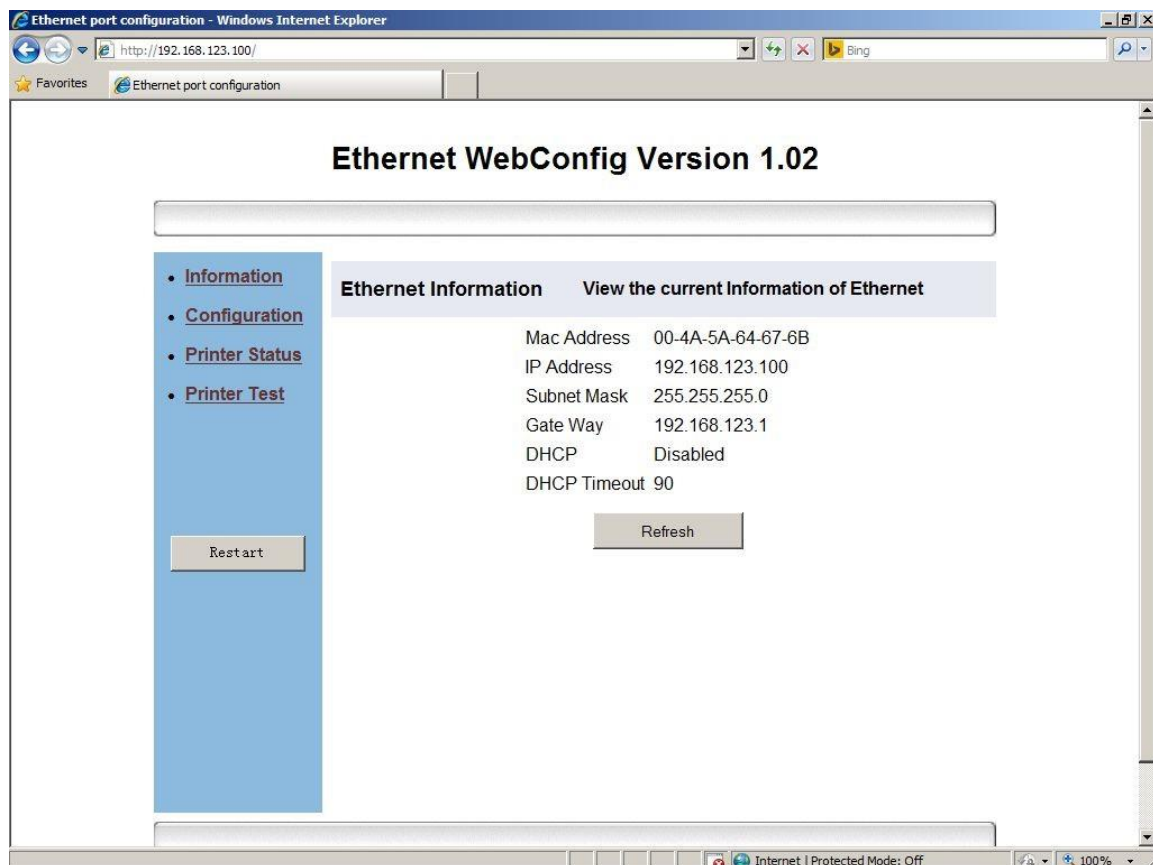 Ethernet port configuration - Windows Internet Explorer
http://192.168.123.100/
Bing
Favorites
Ethernet port configuration
Ethernet WebConfig Version 1.02
Information
Configuration
Printer Status
Printer Test
Restart
Ethernet Information View the current Information of Ethernet
Mac Address 00-4A-5A-64-67-6B
IP Address 192.168.123.100
Subnet Mask 255.255.255.0
Gate Way 192.168.123.1
DHCP Disabled
DHCP Timeout 90
Refresh
Internet | Protected Mode: Off
100%